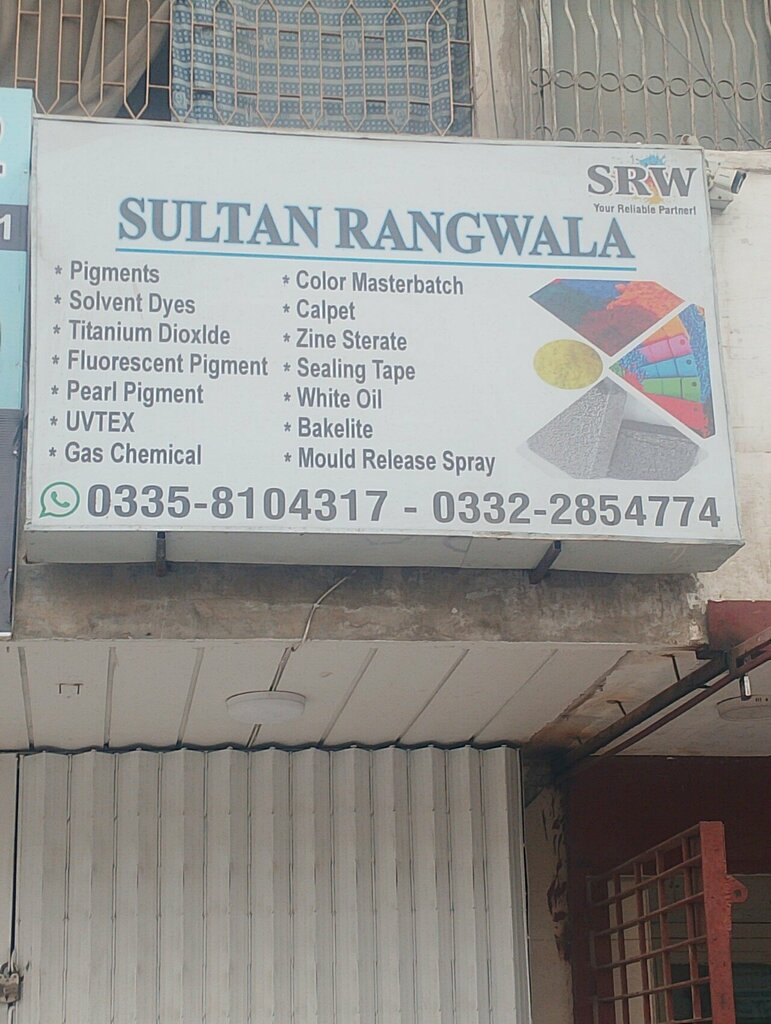 SRW
Your Reliable Partner!
SULTAN RANGWALA
* Pigments
* Solvent Dyes
* Titanium Dioxlde
* Fluorescent Pigment
* Pearl Pigment
* UVTEX
* Gas Chemical
* Color Masterbatch
* Calpet
* Zine Sterate
* Sealing Tape
* White Oil
* Bakelite
* Mould Release Spray
0335-8104317 - 0332-2854774
1